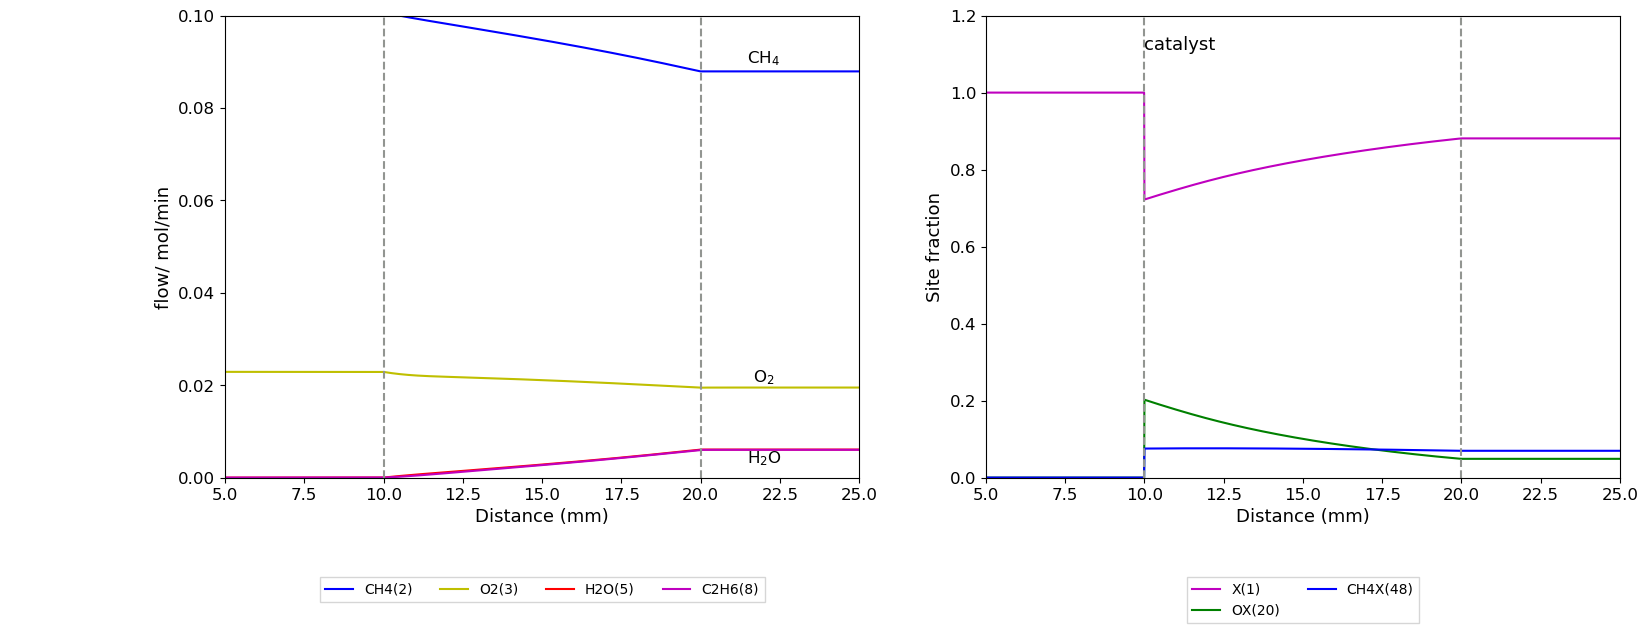 0.10
0.08
0.06
0.04
0.02
0.00
flow/ mol/min
CH₄
O₂
H₂O
5.0 7.5 10.0 12.5 15.0 17.5 20.0 22.5 25.0
Distance (mm)
CH4(2) O2(3) H2O(5) C2H6(8)
1.2
1.0
0.8
0.6
0.4
0.2
0.0
Site fraction
catalyst
5.0 7.5 10.0 12.5 15.0 17.5 20.0 22.5 25.0
Distance (mm)
X(1) CH4X(48)
OX(20)